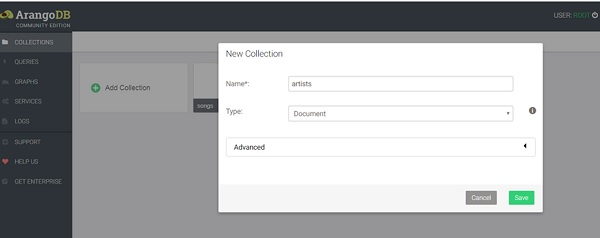 ArangoDB
COMMUNITY EDITION
USER: ROOT
COLLECTIONS
QUERIES
GRAPHS
SERVICES
LOGS
SUPPORT
HELP US
GET ENTERPRISE
Add Collection
songs
New Collection
Name*:
artists
Type:
Document
Advanced
Cancel
Save